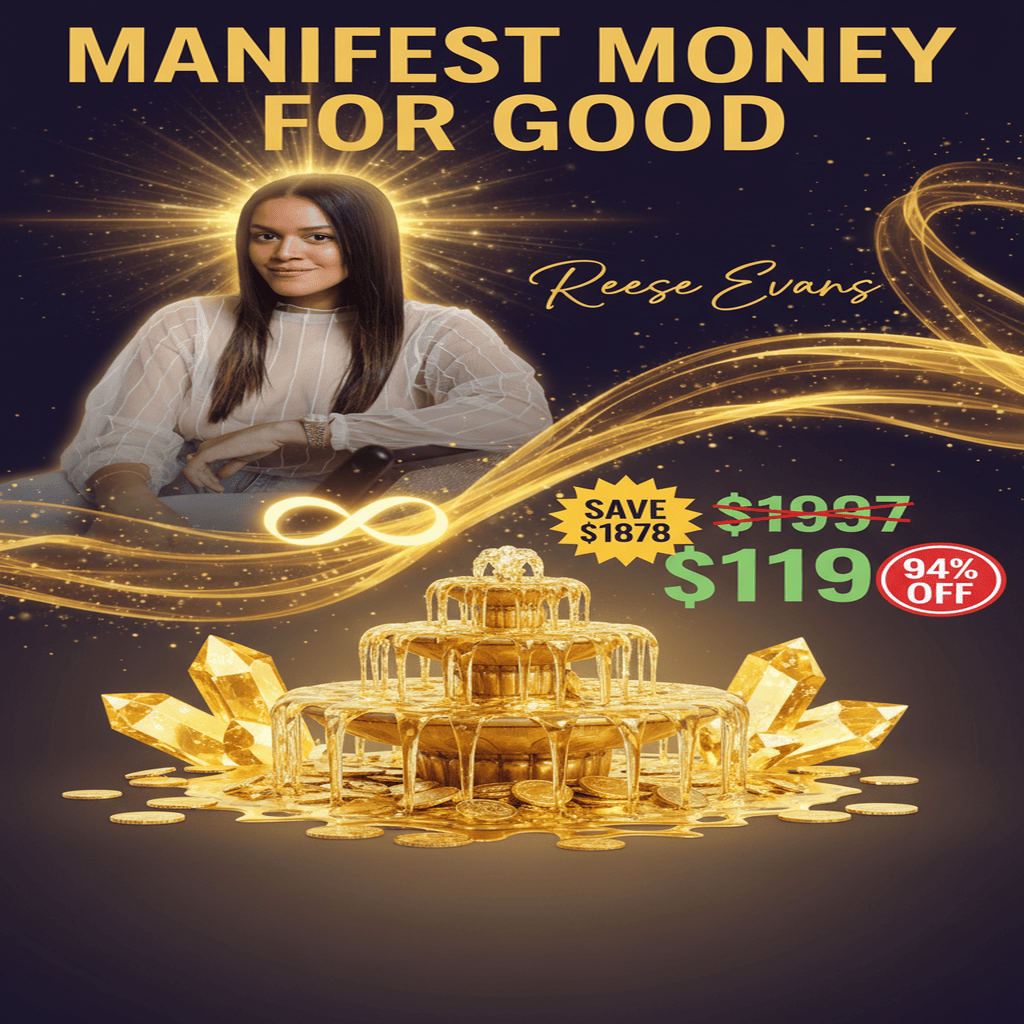 MANIFEST MONEY
FOR GOOD
Reese Evans
SAVE
$1878
$1997
$119
94%
OFF